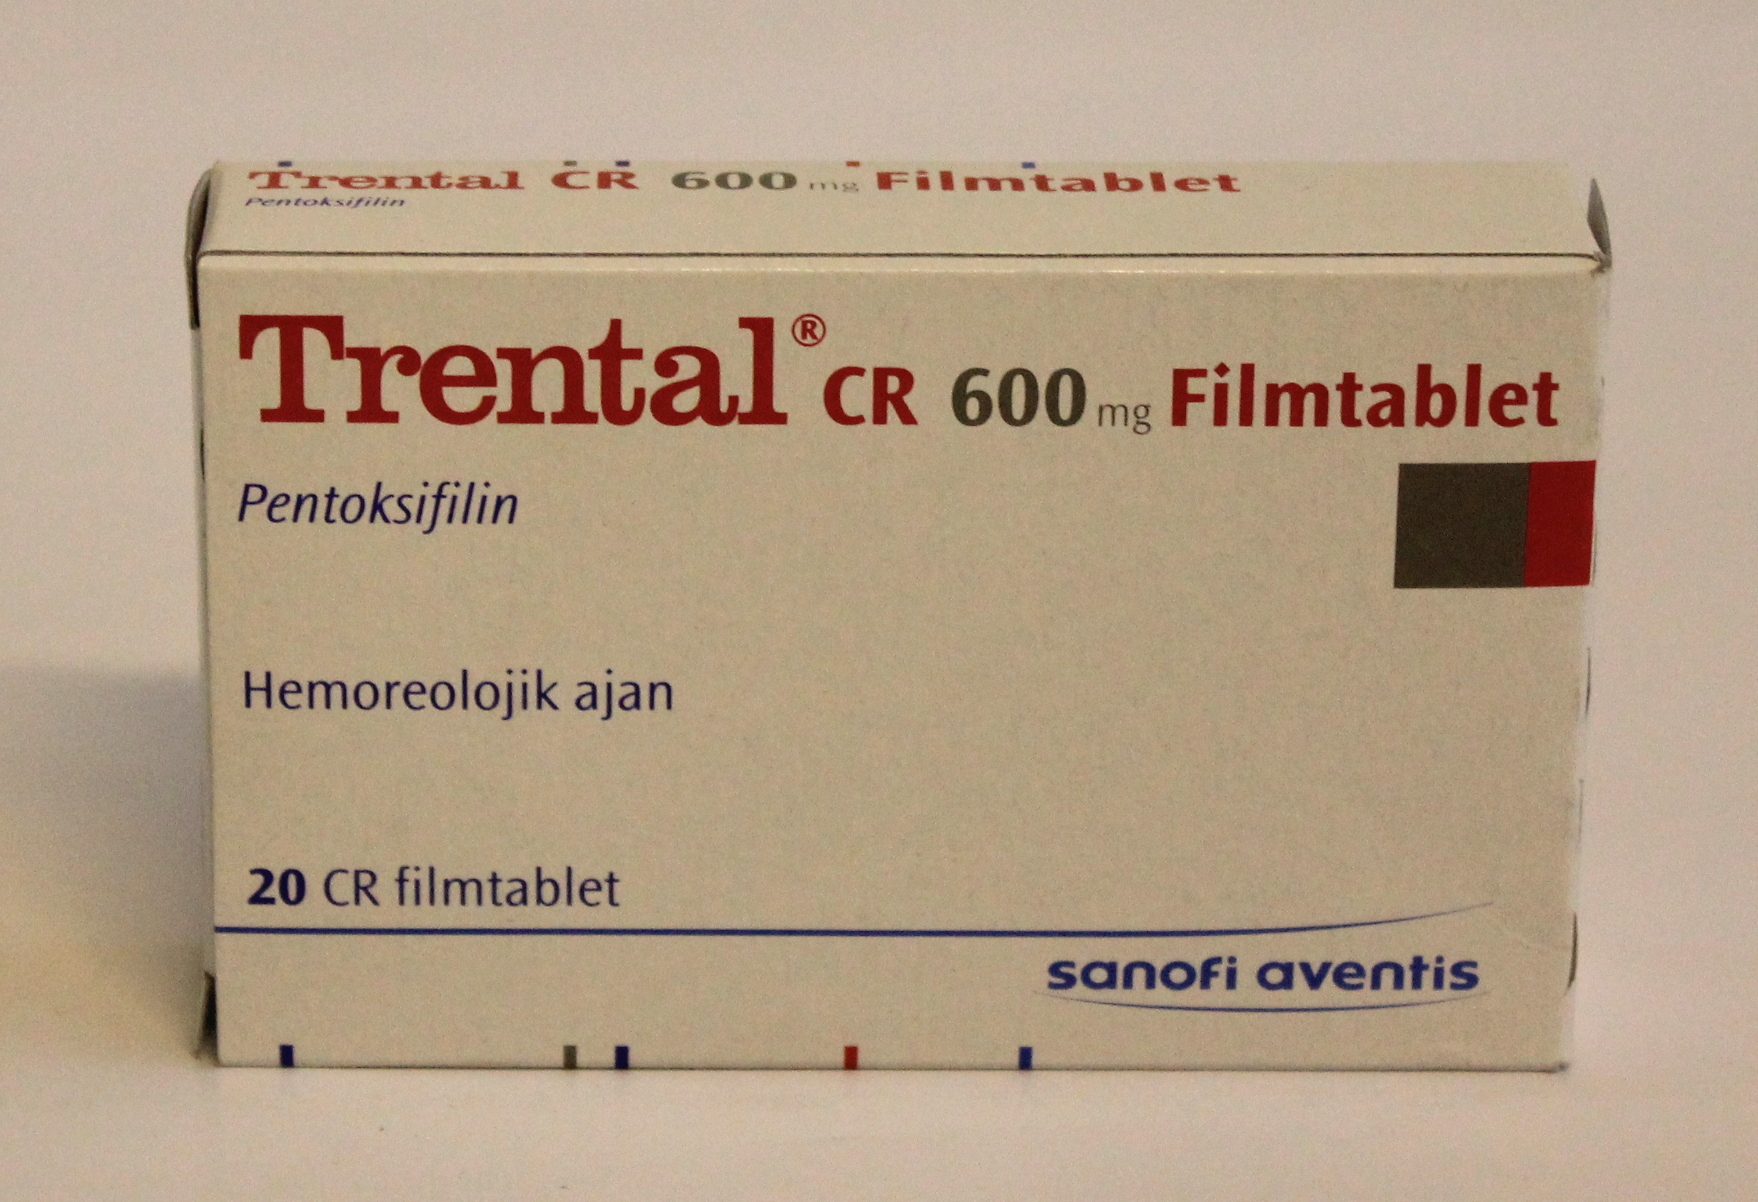 Trental CR 600 mg Filmtablet
Pentoksifilin
Trental® CR 600 mg Filmtablet
Pentoksifilin
Hemoreolojik ajan
20 CR filmtablet
sanofi aventis